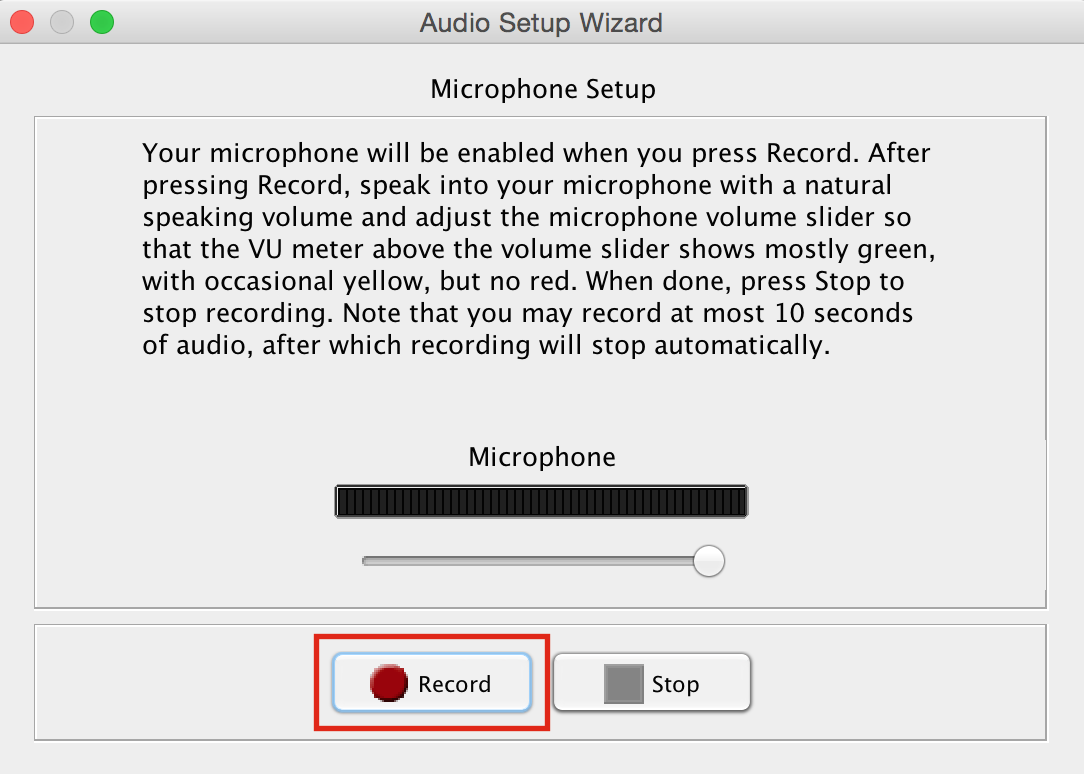 Audio Setup Wizard
Microphone Setup
Your microphone will be enabled when you press Record. After
pressing Record, speak into your microphone with a natural
speaking volume and adjust the microphone volume slider so
that the VU meter above the volume slider shows mostly green,
with occasional yellow, but no red. When done, press Stop to
stop recording. Note that you may record at most 10 seconds
of audio, after which recording will stop automatically.
Microphone
Record
Stop